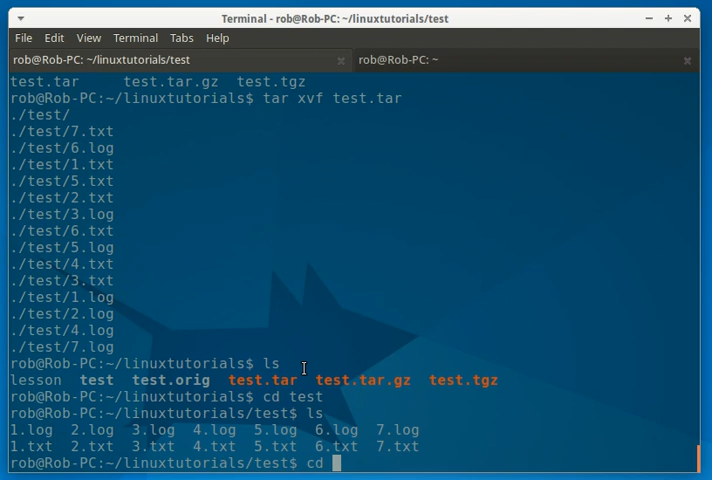 Terminal - rob@Rob-PC: ~/linuxtutorials/test
File Edit View Terminal Tabs Help
rob@Rob-PC: ~/linuxtutorials/test rob@Rob-PC: ~
test.tar test.tar.gz test.tgz
rob@Rob-PC:~/linuxtutorials$ tar xvf test.tar
./test/
./test/7.txt
./test/6.log
./test/1.txt
./test/5.txt
./test/2.txt
./test/3.log
./test/6.txt
./test/5.log
./test/4.txt
./test/3.txt
./test/1.log
./test/2.log
./test/4.log
./test/7.log
rob@Rob-PC:~/linuxtutorials$ ls
lesson test test.orig test.tar test.tar.gz test.tgz
rob@Rob-PC:~/linuxtutorials$ cd test
rob@Rob-PC:~/linuxtutorials/test$ ls
1.log 2.log 3.log 4.log 5.log 6.log 7.log
1.txt 2.txt 3.txt 4.txt 5.txt 6.txt 7.txt
rob@Rob-PC:~/linuxtutorials/test$ cd